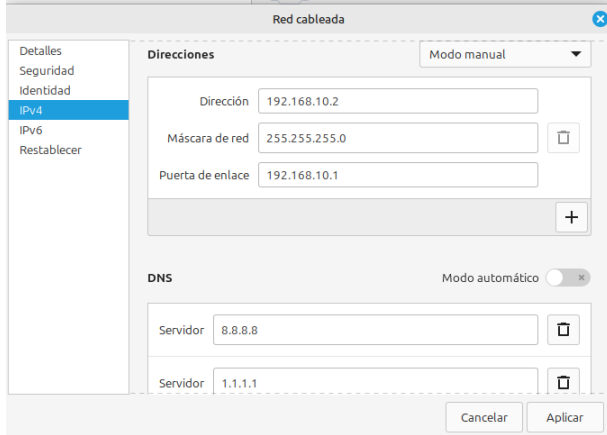 Red cableada
Detalles
Seguridad
Identidad
IPv4
IPv6
Restablecer
Direcciones
Modo manual
Dirección 192.168.10.2
Máscara de red 255.255.255.0
Puerta de enlace 192.168.10.1
DNS
Modo automático
Servidor 8.8.8.8
Servidor 1.1.1.1
Cancelar
Aplicar